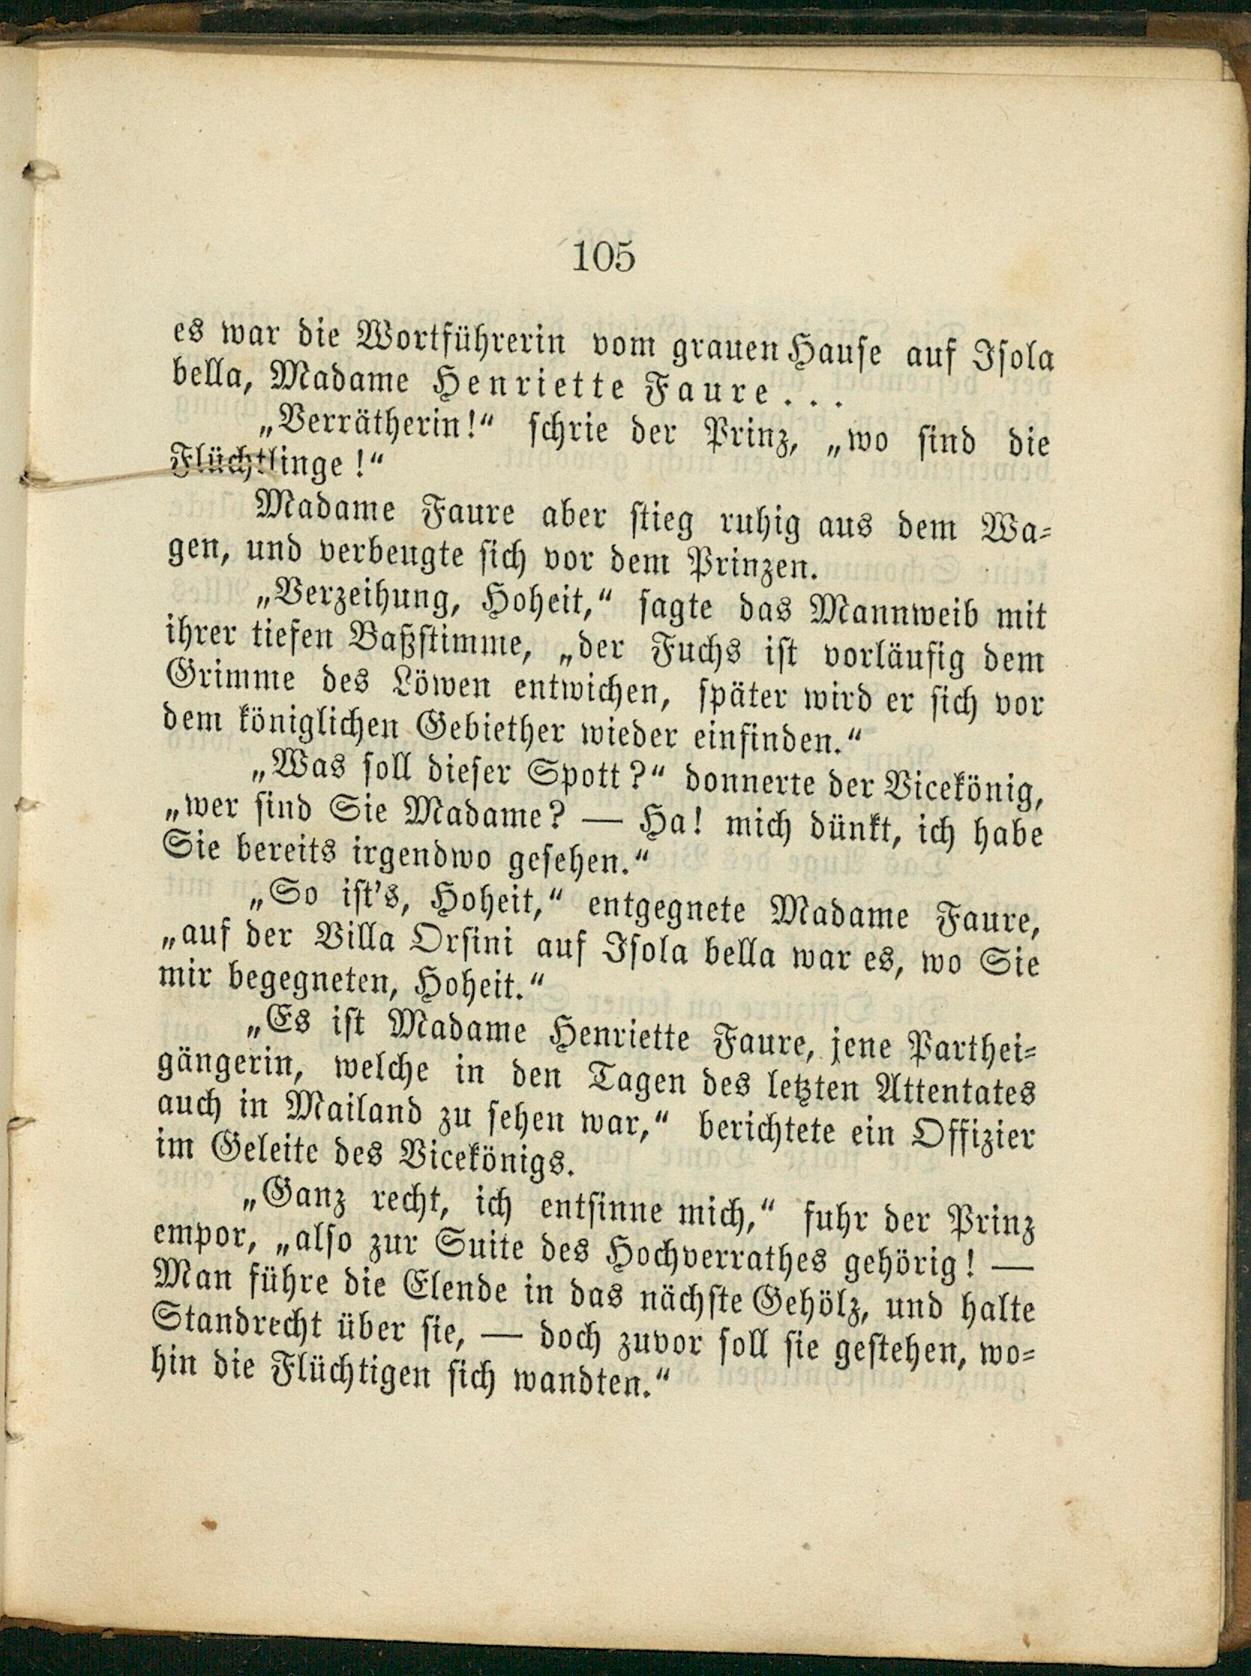 105
es war die Wortführerin vom grauen Hause auf Isola
bella, Madame Henriette Faure . . .
„Verrätherin!“ schrie der Prinz, „wo sind die
Flüchtlinge!“
Madame Faure aber stieg ruhig aus dem Wa-
gen, und verbeugte sich vor dem Prinzen.
„Verzeihung, Hoheit,“ sagte das Mannweib mit
ihrer tiefen Baßstimme, „der Fuchs ist vorläufig dem
Grimme des Löwen entwichen, später wird er sich vor
dem königlichen Gebiether wieder einfinden.“
„Was soll dieser Spott?“ donnerte der Vicekönig,
„wer sind Sie Madame? — Ha! mich dünkt, ich habe
Sie bereits irgendwo gesehen.“
„So ist's, Hoheit,“ entgegnete Madame Faure,
„auf der Villa Orsini auf Isola bella war es, wo Sie
mir begegneten, Hoheit.“
„Es ist Madame Henriette Faure, jene Parthei-
gängerin, welche in den Tagen des letzten Attentates
auch in Mailand zu sehen war,“ berichtete ein Offizier
im Geleite des Vicekönigs.
„Ganz recht, ich entsinne mich,“ fuhr der Prinz
empor, „also zur Suite des Hochverrathes gehörig! —
Man führe die Elende in das nächste Gehölz, und halte
Standrecht über sie, — doch zuvor soll sie gestehen, wo-
hin die Flüchtigen sich wandten.“